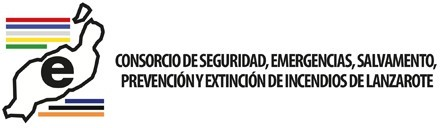 e
CONSORCIO DE SEGURIDAD, EMERGENCIAS, SALVAMENTO,
PREVENCIÓN Y EXTINCIÓN DE INCENDIOS DE LANZAROTE